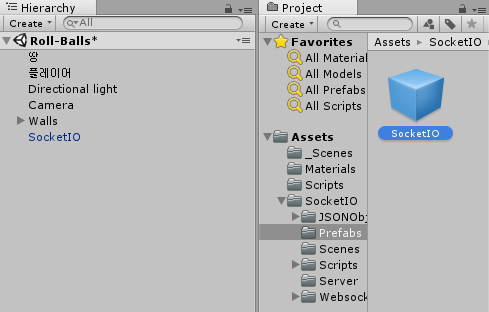 Hierarchy
Create
All
Roll-Balls*
땅
플레이어
Directional light
Camera
Walls
SocketIO
Project
Create
Favorites
All Material
All Models
All Prefabs
All Scripts
Assets
_Scenes
Materials
Scripts
SocketIO
JSONObj
Prefabs
Scenes
Scripts
Server
Websock
Assets ▸ SocketIO
SocketIO